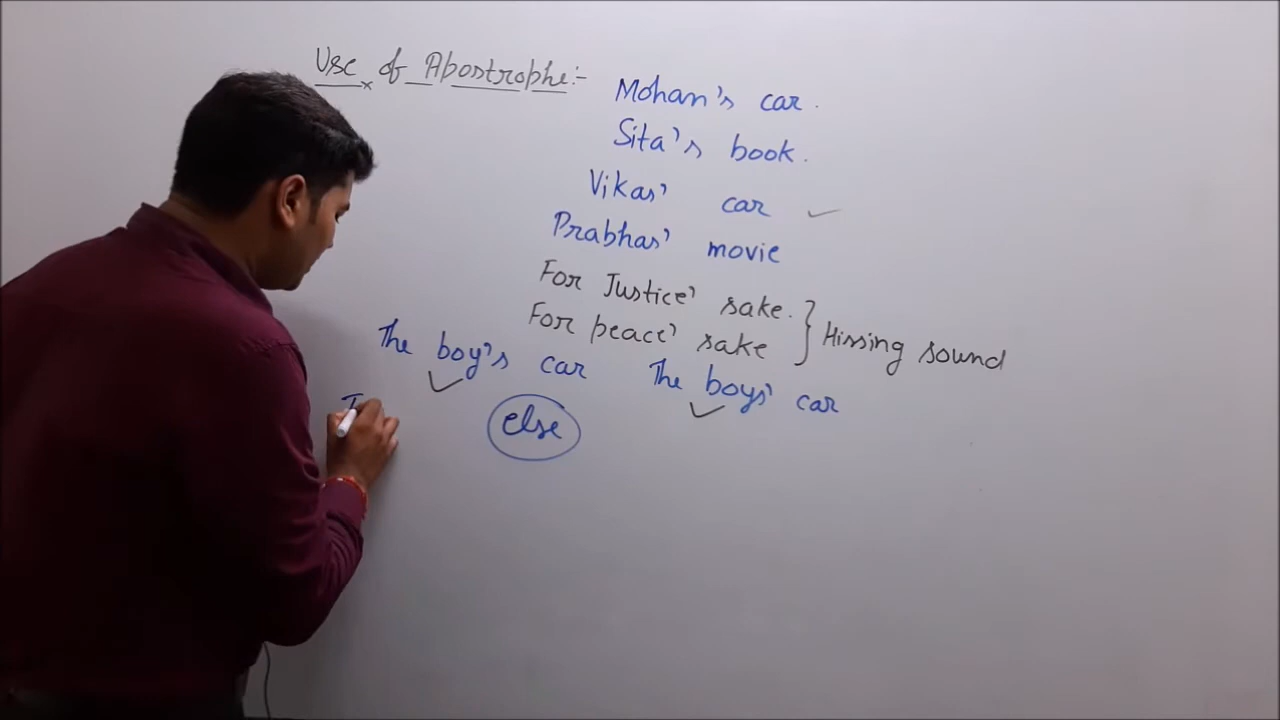 Use of Apostrophe:-
Mohan's car.
Sita's book.
Vikas' car
Prabhas' movie
For Justice' sake.
For peace' sake
Hissing sound
The boy's car
The boys' car
else